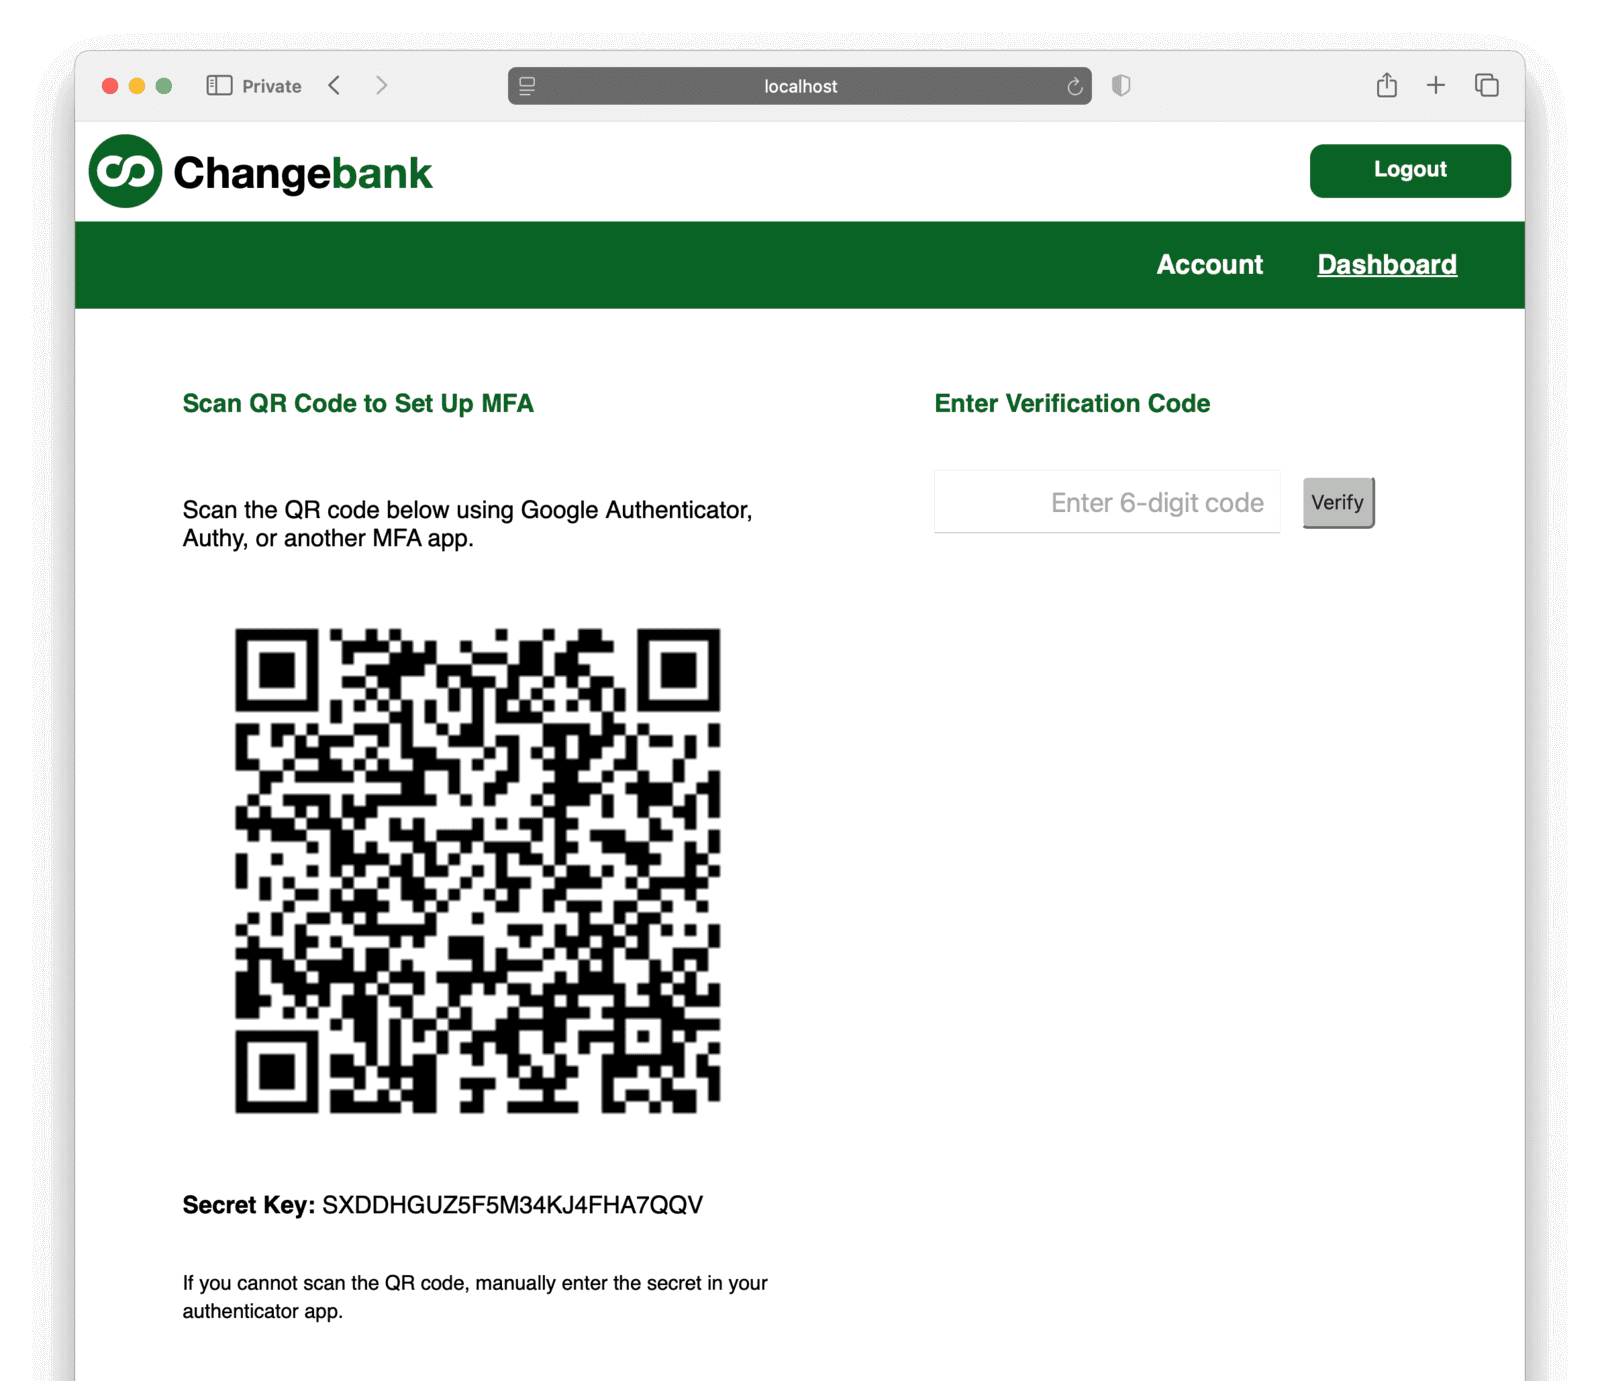 Private
localhost
Changebank
Logout
Account
Dashboard
Scan QR Code to Set Up MFA
Scan the QR code below using Google Authenticator,
Authy, or another MFA app.
Secret Key: SXDDHGUZ5F5M34KJ4FHA7QQV
If you cannot scan the QR code, manually enter the secret in your
authenticator app.
Enter Verification Code
Enter 6-digit code
Verify